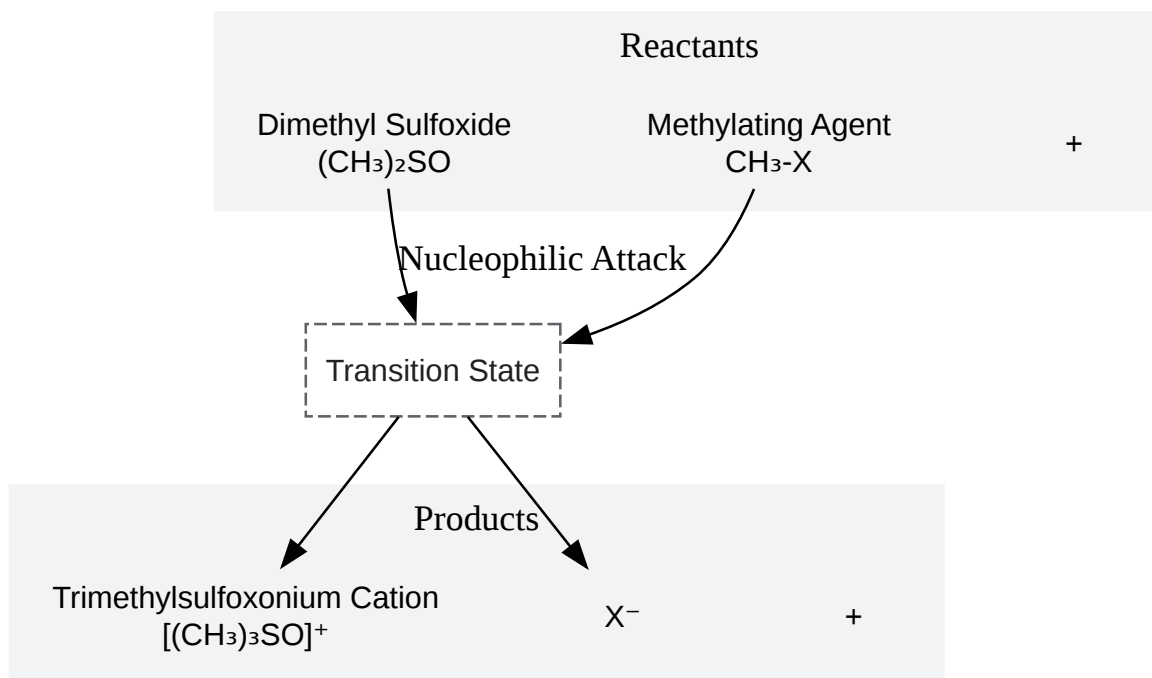 Reactants
Dimethyl Sulfoxide
(CH₃)₂SO
Methylating Agent
CH₃-X
+
Nucleophilic Attack
Transition State
Products
Trimethylsulfoxonium Cation
[(CH₃)₃SO]⁺
X⁻
+